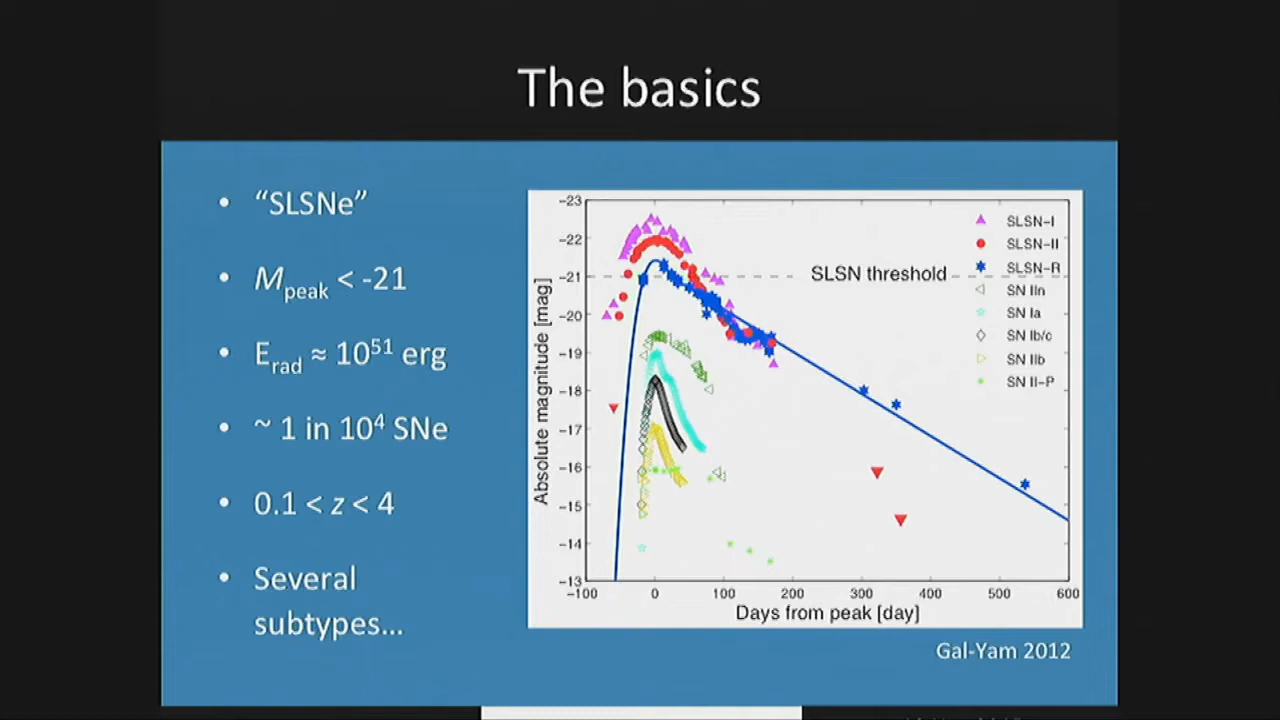 The basics
• “SLSNe”
• Mpeak < -21
• Erad ≈ 10^51 erg
• ~ 1 in 10^4 SNe
• 0.1 < z < 4
• Several
subtypes...
Absolute magnitude [mag]
−23
−22
−21
−20
−19
−18
−17
−16
−15
−14
−13
SLSN threshold
SLSN−I
SLSN−II
SLSN−R
SN IIn
SN Ia
SN Ib/c
SN IIb
SN II−P
−100 0 100 200 300 400 500 600
Days from peak [day]
Gal-Yam 2012